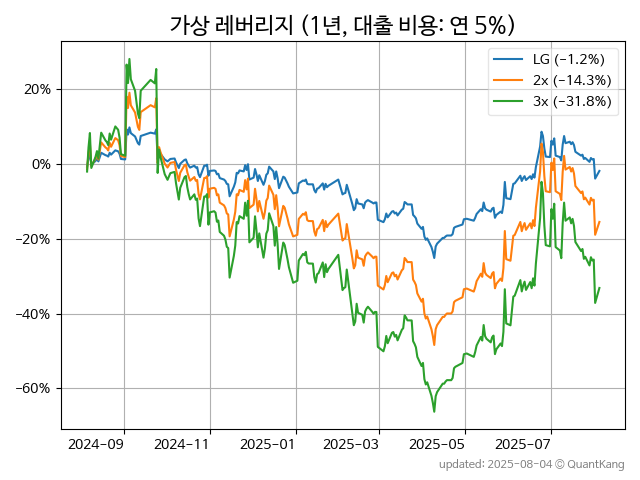 가상 레버리지 (1년, 대출 비용: 연 5%)
LG (−1.2%)
2x (−14.3%)
3x (−31.8%)
20%
0%
−20%
−40%
−60%
2024-09 2024-11 2025-01 2025-03 2025-05 2025-07
updated: 2025-08-04 © QuantKang